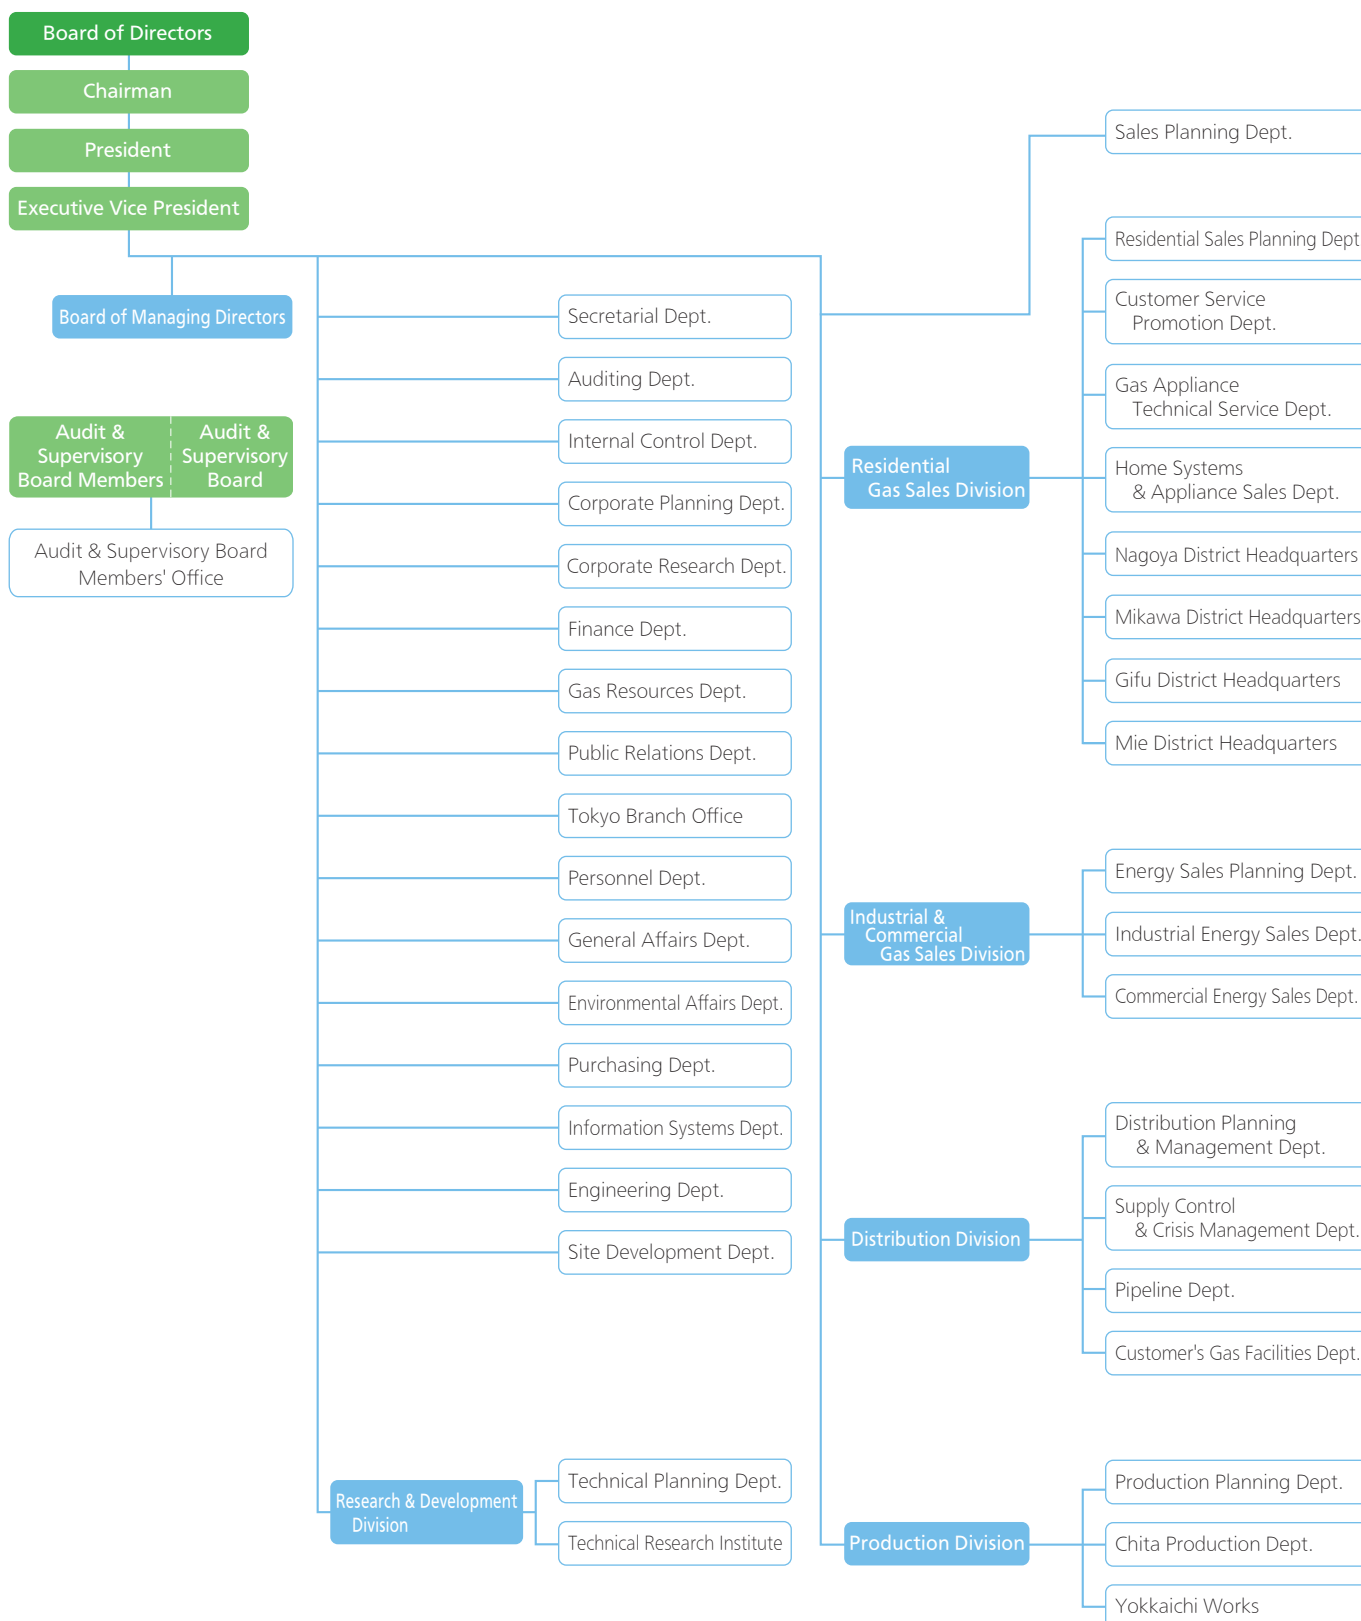 Board of Directors
Chairman
President
Executive Vice President
Board of Managing Directors
Audit &
Supervisory
Board Members
Audit &
Supervisory
Board
Audit & Supervisory Board
Members' Office
Secretarial Dept.
Auditing Dept.
Internal Control Dept.
Corporate Planning Dept.
Corporate Research Dept.
Finance Dept.
Gas Resources Dept.
Public Relations Dept.
Tokyo Branch Office
Personnel Dept.
General Affairs Dept.
Environmental Affairs Dept.
Purchasing Dept.
Information Systems Dept.
Engineering Dept.
Site Development Dept.
Research & Development
Division
Technical Planning Dept.
Technical Research Institute
Sales Planning Dept.
Residential
Gas Sales Division
Residential Sales Planning Dept
Customer Service
Promotion Dept.
Gas Appliance
Technical Service Dept.
Home Systems
& Appliance Sales Dept.
Nagoya District Headquarters
Mikawa District Headquarters
Gifu District Headquarters
Mie District Headquarters
Industrial &
Commercial
Gas Sales Division
Energy Sales Planning Dept.
Industrial Energy Sales Dept.
Commercial Energy Sales Dept.
Distribution Division
Distribution Planning
& Management Dept.
Supply Control
& Crisis Management Dept.
Pipeline Dept.
Customer's Gas Facilities Dept.
Production Division
Production Planning Dept.
Chita Production Dept.
Yokkaichi Works